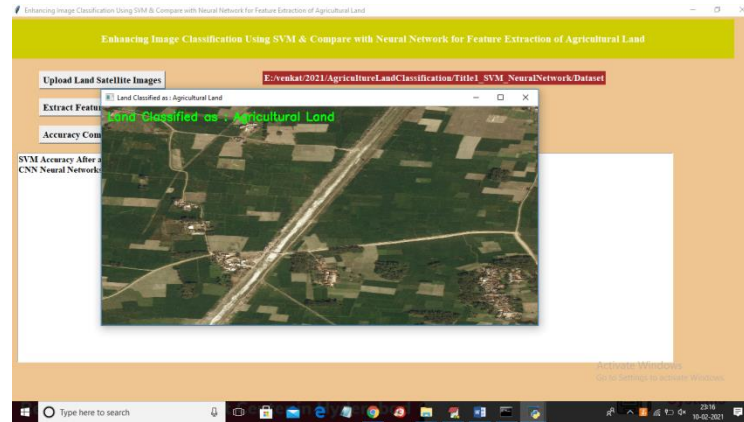 Enhancing Image Classification Using SVM & Compare with Neural Network for Feature Extraction of Agricultural Land
Enhancing Image Classification Using SVM & Compare with Neural Network for Feature Extraction of Agricultural Land
Upload Land Satellite Images
E:/venkat/2021/AgricultureLandClassification/Title1_SVM_NeuralNetwork/Dataset
Extract Featur
Land Classified as : Agricultural Land
Land Classified as : Agricultural Land
Accuracy Com
SVM Accuracy After a
CNN Neural Networks
Activate Windows
Go to Settings to activate Windows.
Type here to search
23:16
10-02-2021